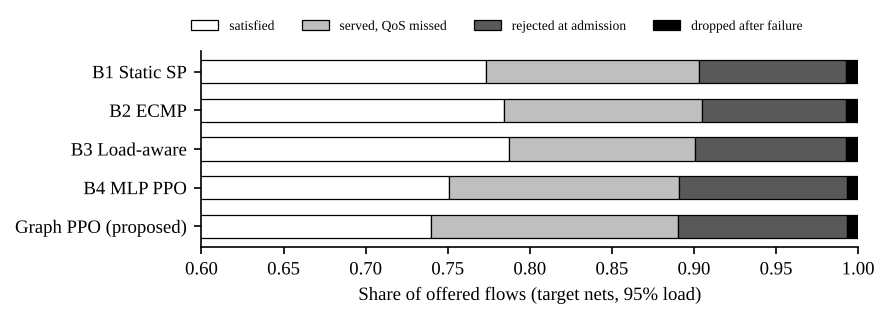 satisfied served, QoS missed rejected at admission dropped after failure
B1 Static SP
B2 ECMP
B3 Load-aware
B4 MLP PPO
Graph PPO (proposed)
0.60 0.65 0.70 0.75 0.80 0.85 0.90 0.95 1.00
Share of offered flows (target nets, 95% load)